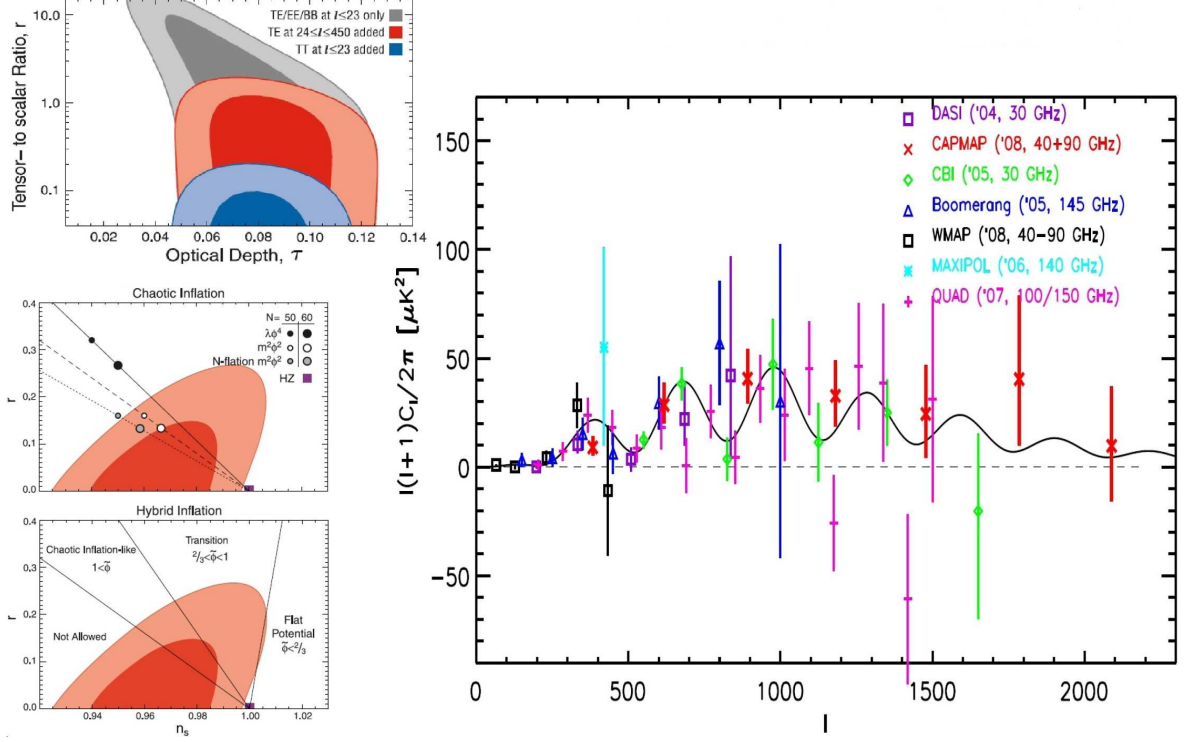 TE/EE/BB at l≤23 only
TE at 24≤l≤450 added
TT at l≤23 added
10.0
1.0
0.1
Tensor– to scalar Ratio, r
0.02 0.04 0.06 0.08 0.10 0.12 0.14
Optical Depth, τ
Chaotic Inflation
0.4
0.3
0.2
0.1
0.0
r
N= 50 60
λϕ⁴
m²ϕ²
N-flation m²ϕ²
HZ
Hybrid Inflation
0.4
0.3
0.2
0.1
0.0
r
Chaotic Inflation-like
1<ϕ̃
Transition
²/₃<ϕ̃<1
Not Allowed
Flat
Potential
ϕ̃<²/₃
0.94 0.96 0.98 1.00 1.02
nₛ
DASI ('04, 30 GHz)
CAPMAP ('08, 40+90 GHz)
CBI ('05, 30 GHz)
Boomerang ('05, 145 GHz)
WMAP ('08, 40−90 GHz)
MAXIPOL ('06, 140 GHz)
QUAD ('07, 100/150 GHz)
150
100
50
0
−50
l(l+1)Cₗ/2π [μK²]
0 500 1000 1500 2000
l